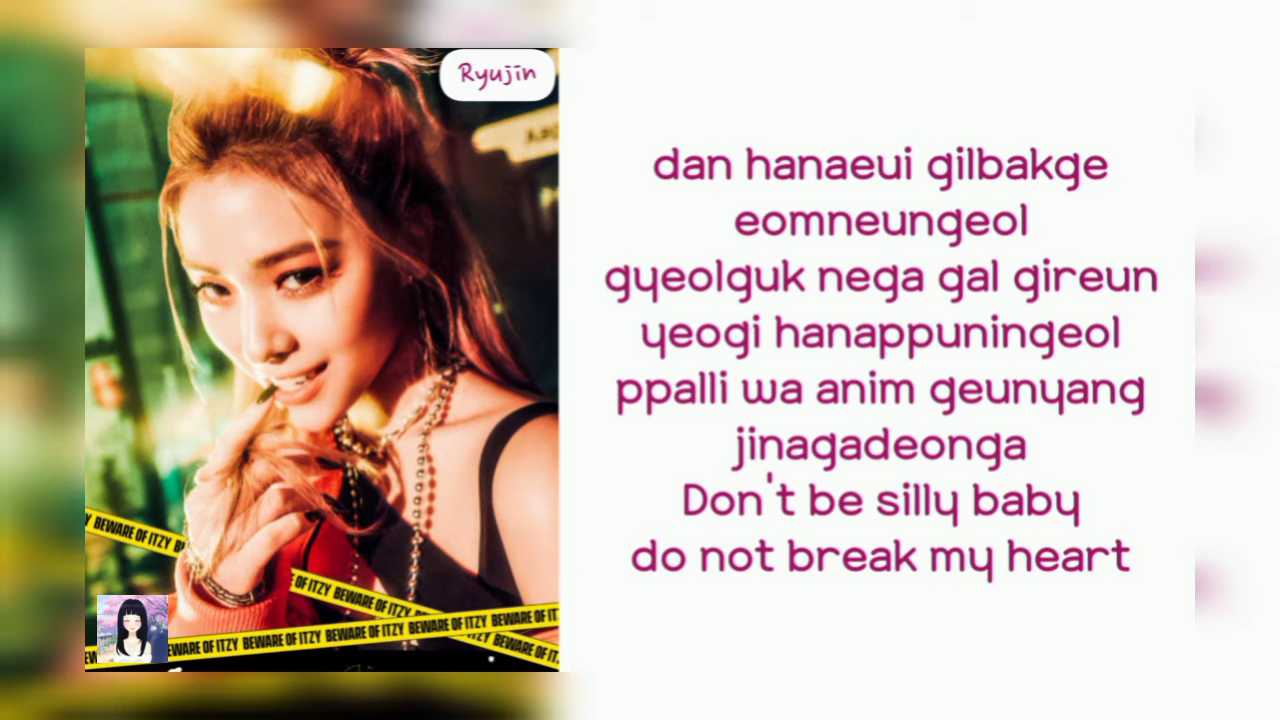 Ryujin
dan hanaeui gilbakge
eomneungeol
gyeolguk nega gal gireun
yeogi hanappuningeol
ppalli wa anim geunyang
jinagadeonga
Don't be silly baby
do not break my heart
BEWARE OF ITZY
OF ITZY BEWARE OF ITZY
BEWARE OF ITZY BEWARE OF ITZY BEWARE OF ITZY